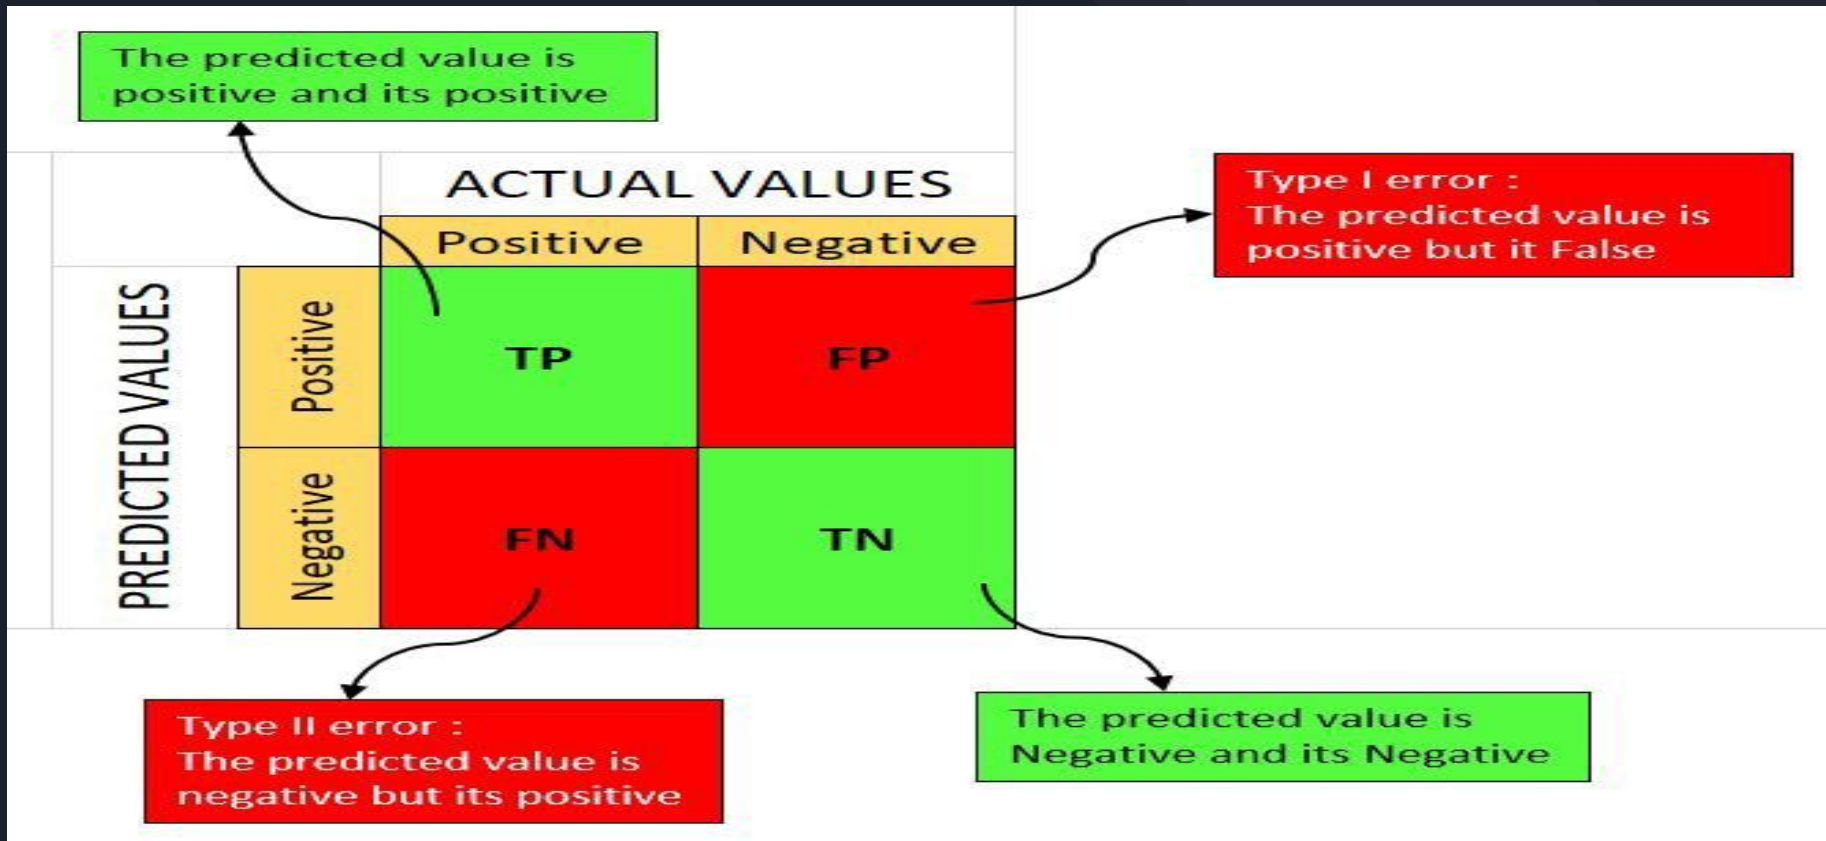 The predicted value is
positive and its positive
ACTUAL VALUES
Positive
Negative
Type I error :
The predicted value is
positive but it False
PREDICTED VALUES
Positive
TP
FP
Negative
FN
TN
Type II error :
The predicted value is
negative but its positive
The predicted value is
Negative and its Negative